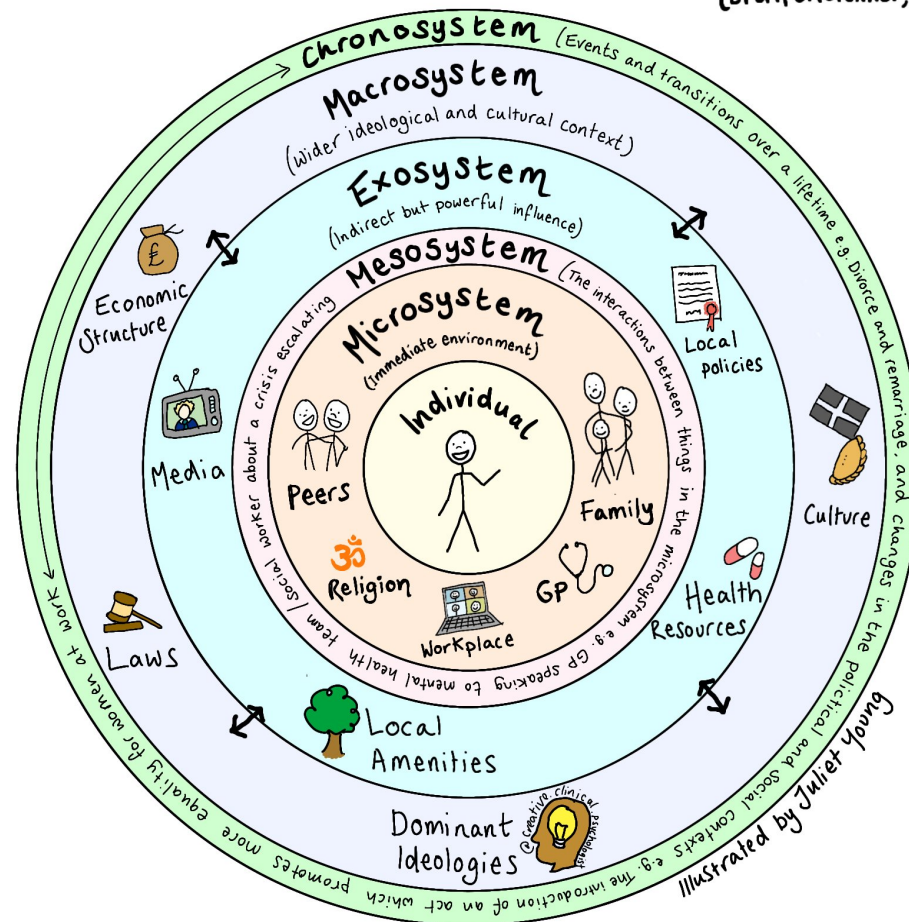 Chronosystem (Events and transitions over a lifetime e.g. Divorce and remarriage, and changes in the polictical and social contexts e.g. The introduction of an act which promotes more equality for women at work
Macrosystem
(Wider ideological and cultural context)
Exosystem
(Indirect but powerful influence)
Mesosystem (The interactions between things in the microsystem e.g. GP speaking to mental health team/social worker about a crisis escalating
Microsystem
(Immediate environment)
Individual
Peers
Family
Religion
GP
Workplace
Economic
Structure
£
Local
policies
Media
Culture
Health
Resources
Laws
Local
Amenities
Dominant
Ideologies
@creative.clinical.psychologist
ॐ
Illustrated by Juliet Young